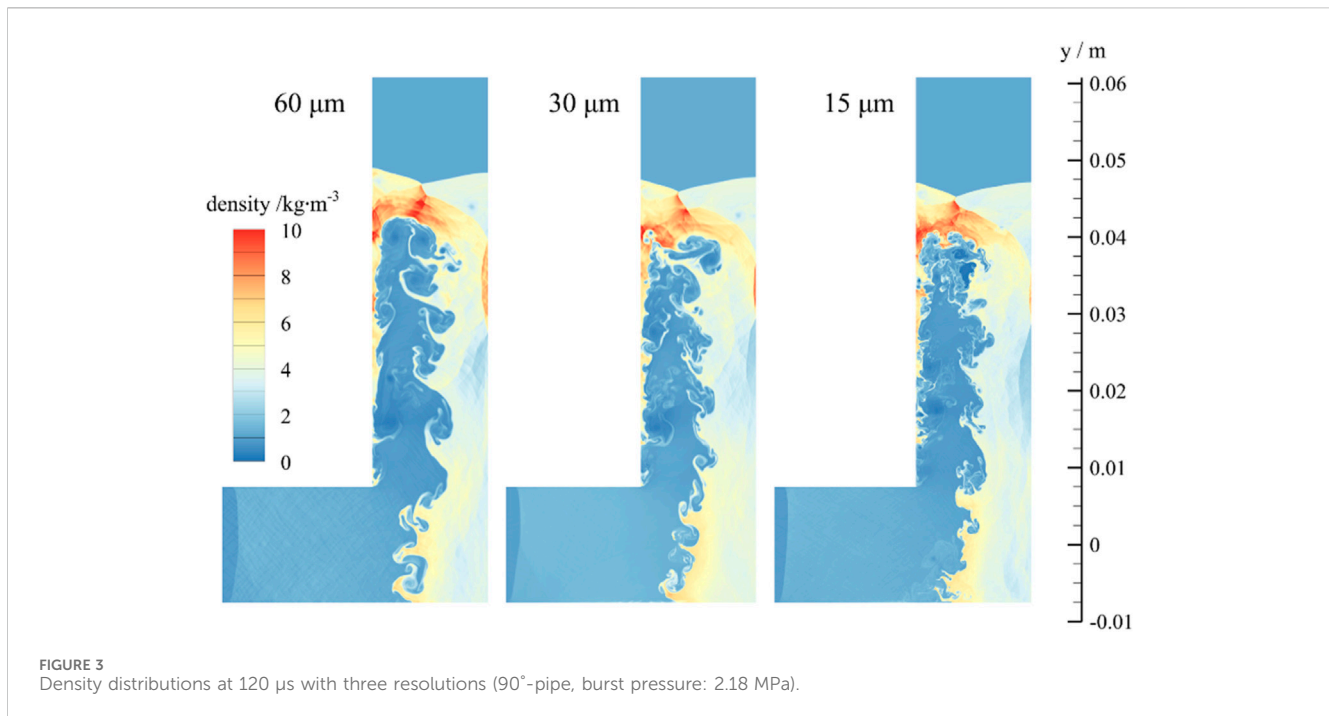 y / m
60 μm
30 μm
15 μm
0.06
0.05
0.04
0.03
0.02
0.01
0
-0.01
density /kg·m⁻³
10
8
6
4
2
0
FIGURE 3
Density distributions at 120 μs with three resolutions (90°-pipe, burst pressure: 2.18 MPa).